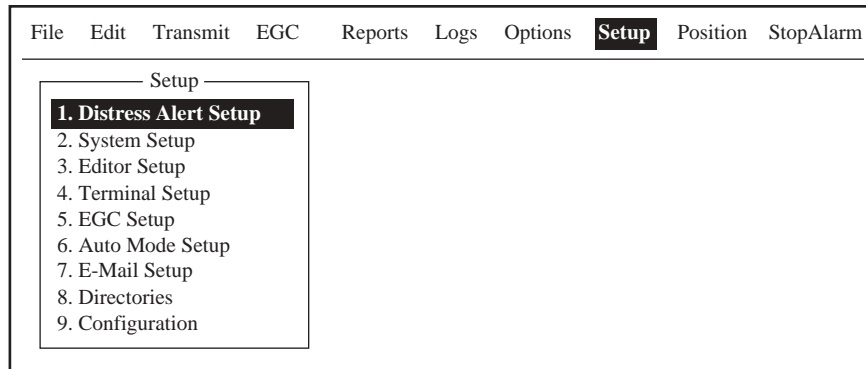 File Edit Transmit EGC Reports Logs Options Setup Position StopAlarm
Setup
1. Distress Alert Setup
2. System Setup
3. Editor Setup
4. Terminal Setup
5. EGC Setup
6. Auto Mode Setup
7. E-Mail Setup
8. Directories
9. Configuration